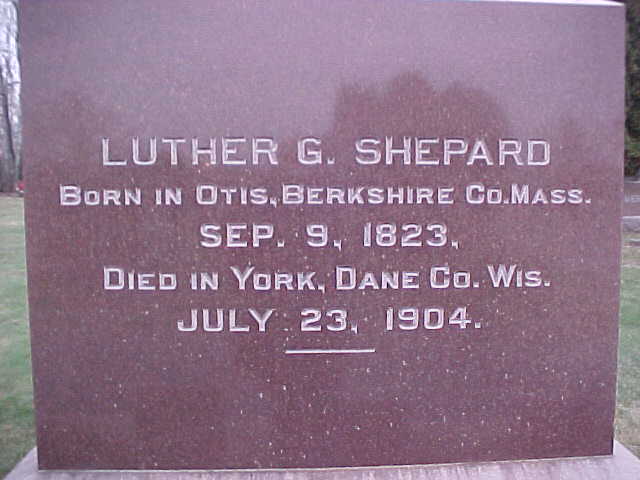 LUTHER G. SHEPARD
BORN IN OTIS, BERKSHIRE CO. MASS.
SEP. 9, 1823,
DIED IN YORK, DANE CO. WIS.
JULY 23, 1904.